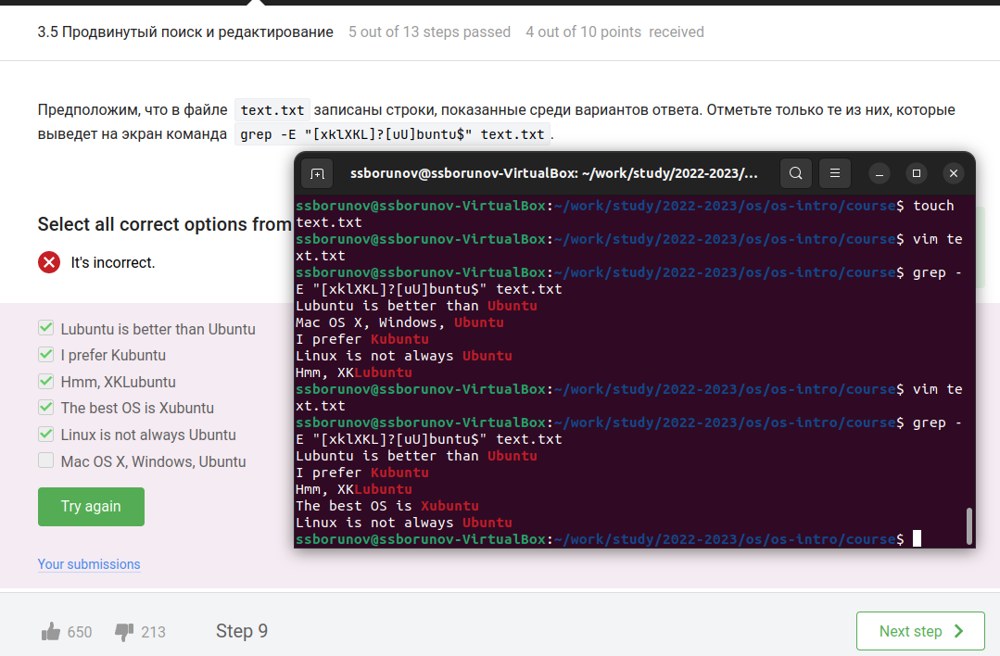 3.5 Продвинутый поиск и редактирование 5 out of 13 steps passed 4 out of 10 points received
Предположим, что в файле text.txt записаны строки, показанные среди вариантов ответа. Отметьте только те из них, которые
выведет на экран команда grep -E "[xklXKL]?[uU]buntu$" text.txt.
Select all correct options from
It's incorrect.
Lubuntu is better than Ubuntu
I prefer Kubuntu
Hmm, XKLubuntu
The best OS is Xubuntu
Linux is not always Ubuntu
Mac OS X, Windows, Ubuntu
Try again
Your submissions
ssborunov@ssborunov-VirtualBox: ~/work/study/2022-2023/...
ssborunov@ssborunov-VirtualBox:~/work/study/2022-2023/os/os-intro/course$ touch
text.txt
ssborunov@ssborunov-VirtualBox:~/work/study/2022-2023/os/os-intro/course$ vim te
xt.txt
ssborunov@ssborunov-VirtualBox:~/work/study/2022-2023/os/os-intro/course$ grep -
E "[xklXKL]?[uU]buntu$" text.txt
Lubuntu is better than Ubuntu
Mac OS X, Windows, Ubuntu
I prefer Kubuntu
Linux is not always Ubuntu
Hmm, XKLubuntu
ssborunov@ssborunov-VirtualBox:~/work/study/2022-2023/os/os-intro/course$ vim te
xt.txt
ssborunov@ssborunov-VirtualBox:~/work/study/2022-2023/os/os-intro/course$ grep -
E "[xklXKL]?[uU]buntu$" text.txt
Lubuntu is better than Ubuntu
I prefer Kubuntu
Hmm, XKLubuntu
The best OS is Xubuntu
Linux is not always Ubuntu
ssborunov@ssborunov-VirtualBox:~/work/study/2022-2023/os/os-intro/course$
650 213 Step 9 Next step